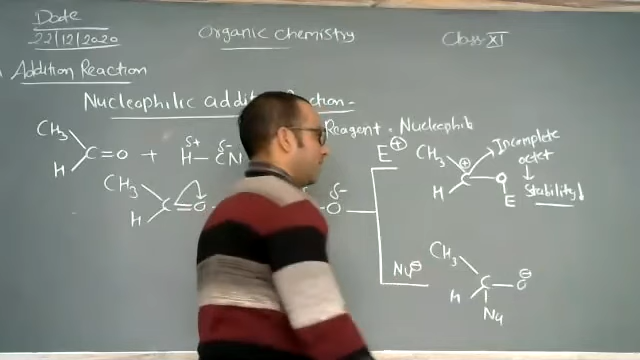 Date
22/12/2020
Organic chemistry
Class XI
Addition Reaction
Nucleophilic addi
Reagent. Nucleophile
CH3
H
C=O + H-CN
δ+ δ-
CH3
H
C=O
δ-
O
E⊕
CH3
H
C⊕
O
E
Incomplete
octet
↓
Stability↓
Nu⊖
CH3
H
C-O⊖
Nu